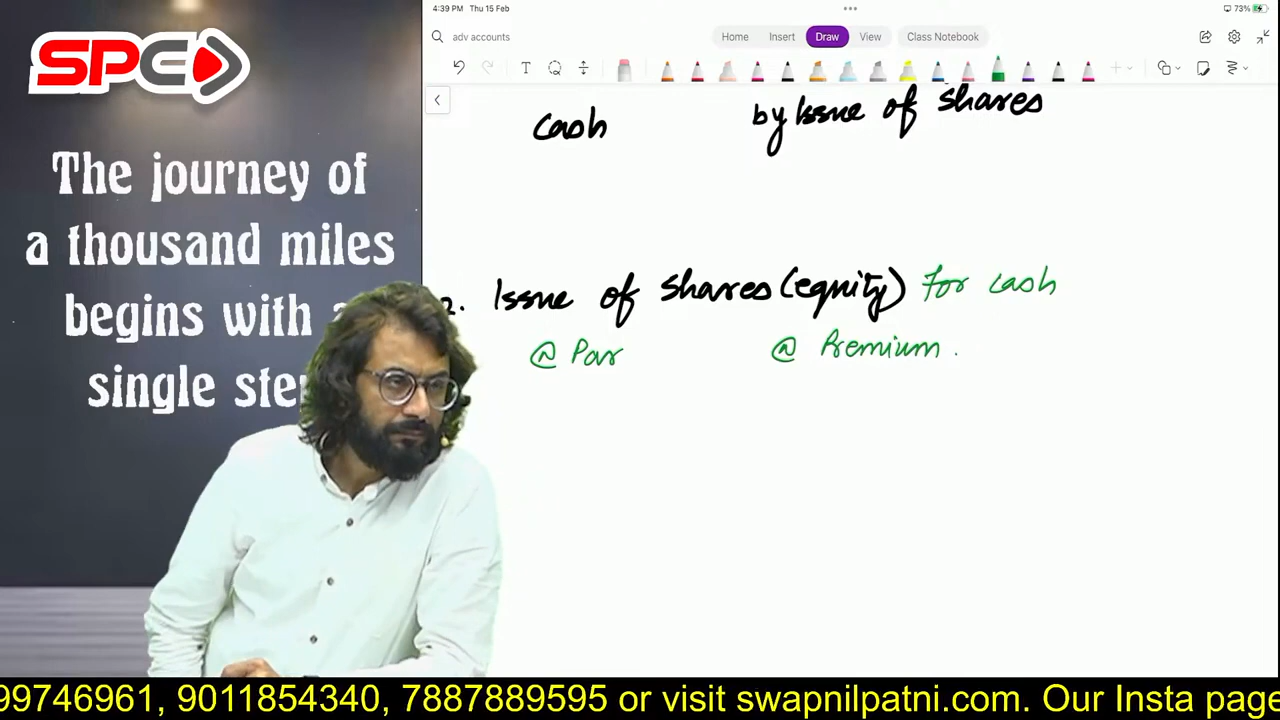 SPC
The journey of
a thousand miles
begins with a
single step
4:39 PM Thu 15 Feb
73%
adv accounts
Home Insert Draw View Class Notebook
cash by Issue of shares
2. Issue of shares (equity) for cash
@ Par @ Premium.
99746961, 9011854340, 7887889595 or visit swapnilpatni.com. Our Insta page